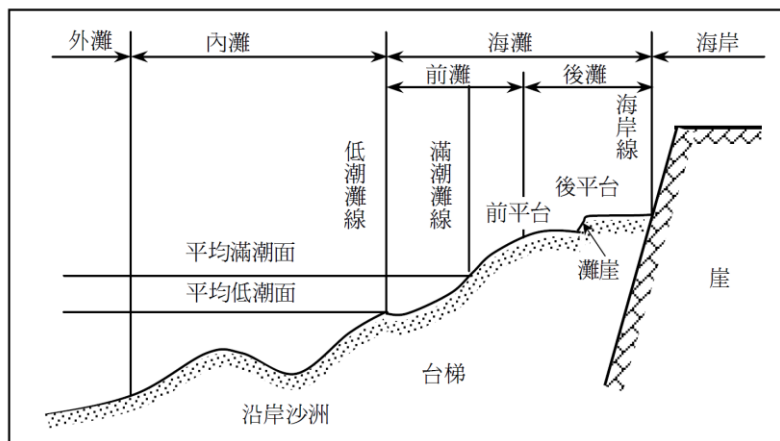 外灘
內灘
海灘
海岸
前灘
後灘
低潮灘線
滿潮灘線
海岸線
後平台
前平台
平均滿潮面
平均低潮面
灘崖
崖
台梯
沿岸沙洲